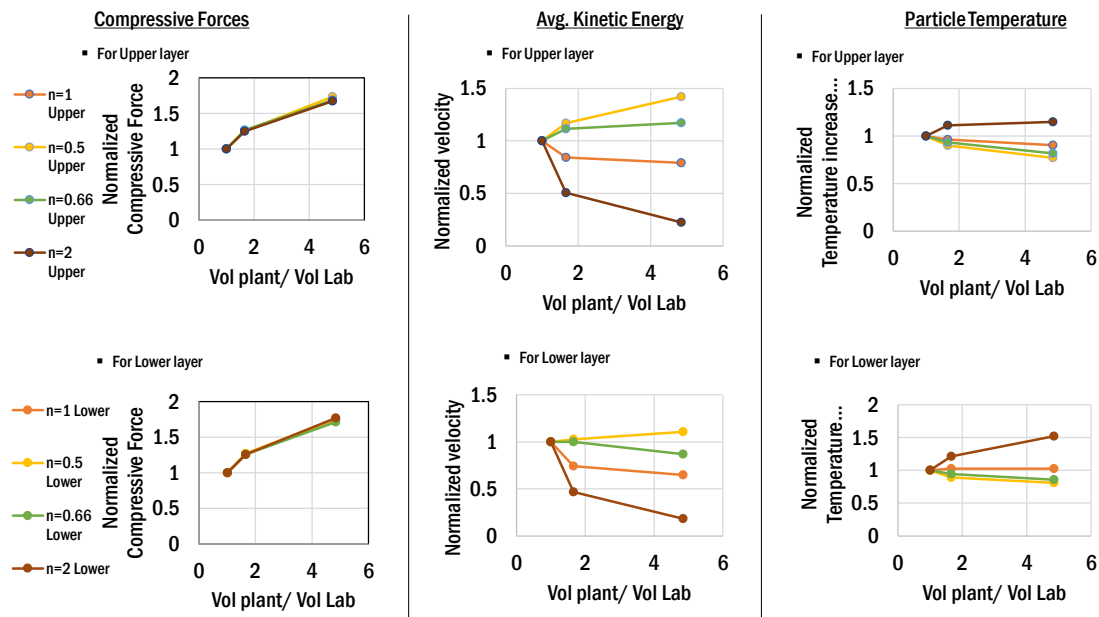 Compressive Forces
▪ For Upper layer
n=1
Upper
n=0.5
Upper
n=0.66
Upper
n=2
Upper
Normalized
Compressive Force
2
1.5
1
0.5
0
0 2 4 6
Vol plant/ Vol Lab
▪ For Lower layer
n=1 Lower
n=0.5
Lower
n=0.66
Lower
n=2 Lower
Normalized
Compressive Force
2
1.5
1
0.5
0
0 2 4 6
Vol plant/ Vol Lab
Avg. Kinetic Energy
▪ For Upper layer
Normalized velocity
1.5
1
0.5
0
0 2 4 6
Vol plant/ Vol Lab
▪ For Lower layer
Normalized velocity
1.5
1
0.5
0
0 2 4 6
Vol plant/ Vol Lab
Particle Temperature
▪ For Upper layer
Normalized
Temperature increase...
1.5
1
0.5
0
0 2 4 6
Vol plant/ Vol Lab
▪ For Lower layer
Normalized
Temperature...
2
1.5
1
0.5
0
0 2 4 6
Vol plant/ Vol Lab